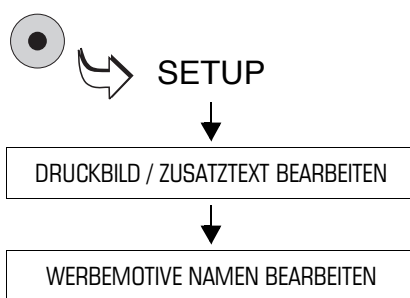 SETUP
DRUCKBILD / ZUSATZTEXT BEARBEITEN
WERBEMOTIVE NAMEN BEARBEITEN